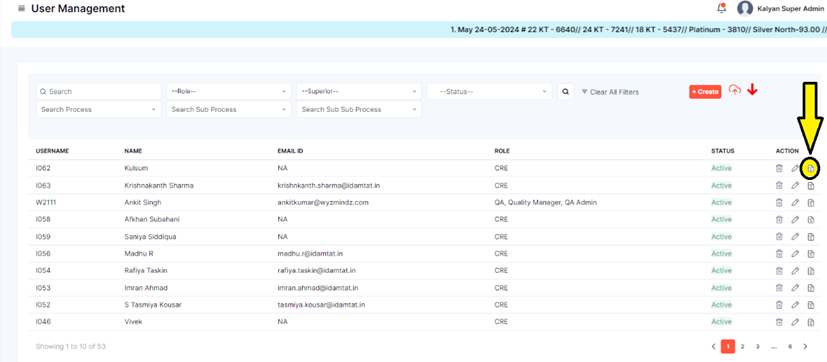 User Management
Kalyan Super Admin
1. May 24-05-2024 # 22 KT - 6640// 24 KT - 7241// 18 KT - 5437// Platinum - 3810// Silver North-93.00 //
Search --Role-- --Superior-- --Status-- Clear All Filters + Create
Search Process Search Sub Process Search Sub Sub Process
USERNAME NAME EMAIL ID ROLE STATUS ACTION
I062 Kulsum NA CRE Active
I063 Krishnakanth Sharma krishnkanth.sharma@idamtat.in CRE Active
W2111 Ankit Singh ankitkumar@wyzmindz.com QA, Quality Manager, QA Admin Active
I058 Afkhan Subahani NA CRE Active
I059 Saniya Siddiqua NA CRE Active
I056 Madhu R madhu.r@idamtat.in CRE Active
I054 Rafiya Taskin rafiya.taskin@idamtat.in CRE Active
I053 Imran Ahmad imran.ahmad@idamtat.in CRE Active
I052 S Tasmiya Kousar tasmiya.kousar@idamtat.in CRE Active
I046 Vivek NA CRE Active
Showing 1 to 10 of 53 1 2 3 ... 6